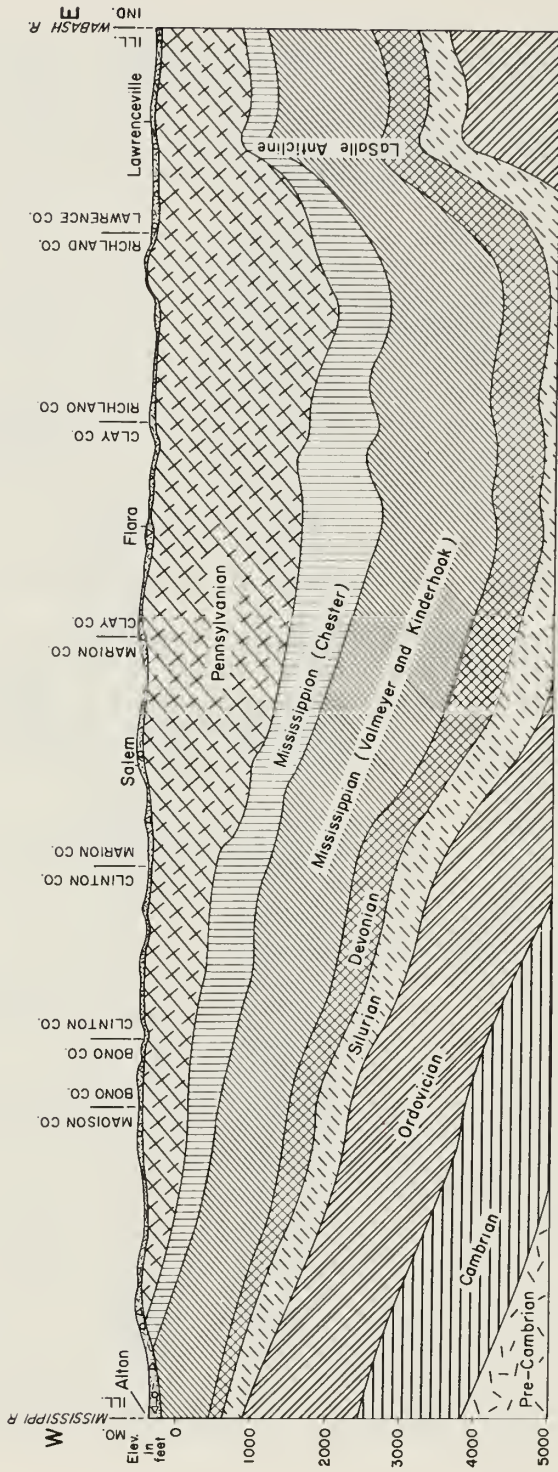 W
E
MO.
MISSISSIPPI R
ILL.
Alton
MADISON CO.
BOND CO.
BOND CO.
CLINTON CO.
CLINTON CO.
MARION CO.
Salem
MARION CO.
CLAY CO.
Flora
CLAY CO.
RICHLAND CO.
RICHLAND CO.
LAWRENCE CO.
Lawrenceville
ILL.
WABASH R.
IND.
Elev.
in
feet
0
1000
2000
3000
4000
5000
Pennsylvanian
Mississippion (Chester)
Mississippian (Valmeyer and Kinderhook)
Devonian
Silurian
Ordovician
Cambrian
Pre-Cambrian
LaSalle Anticline